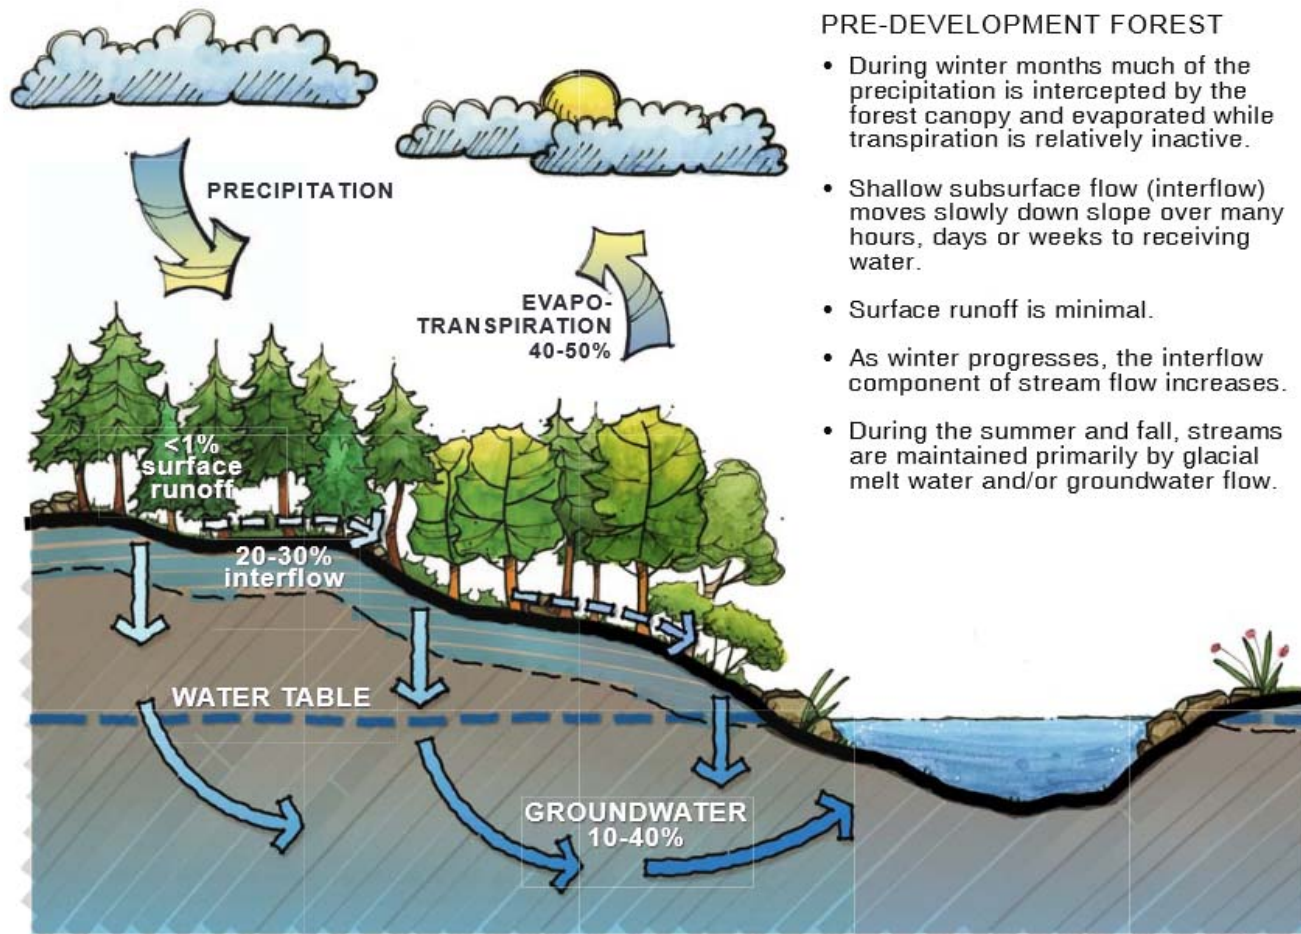 PRE-DEVELOPMENT FOREST
• During winter months much of the
precipitation is intercepted by the
forest canopy and evaporated while
transpiration is relatively inactive.
• Shallow subsurface flow (interflow)
moves slowly down slope over many
hours, days or weeks to receiving
water.
• Surface runoff is minimal.
• As winter progresses, the interflow
component of stream flow increases.
• During the summer and fall, streams
are maintained primarily by glacial
melt water and/or groundwater flow.
PRECIPITATION
EVAPO-
TRANSPIRATION
40-50%
<1%
surface
runoff
20-30%
interflow
WATER TABLE
GROUNDWATER
10-40%